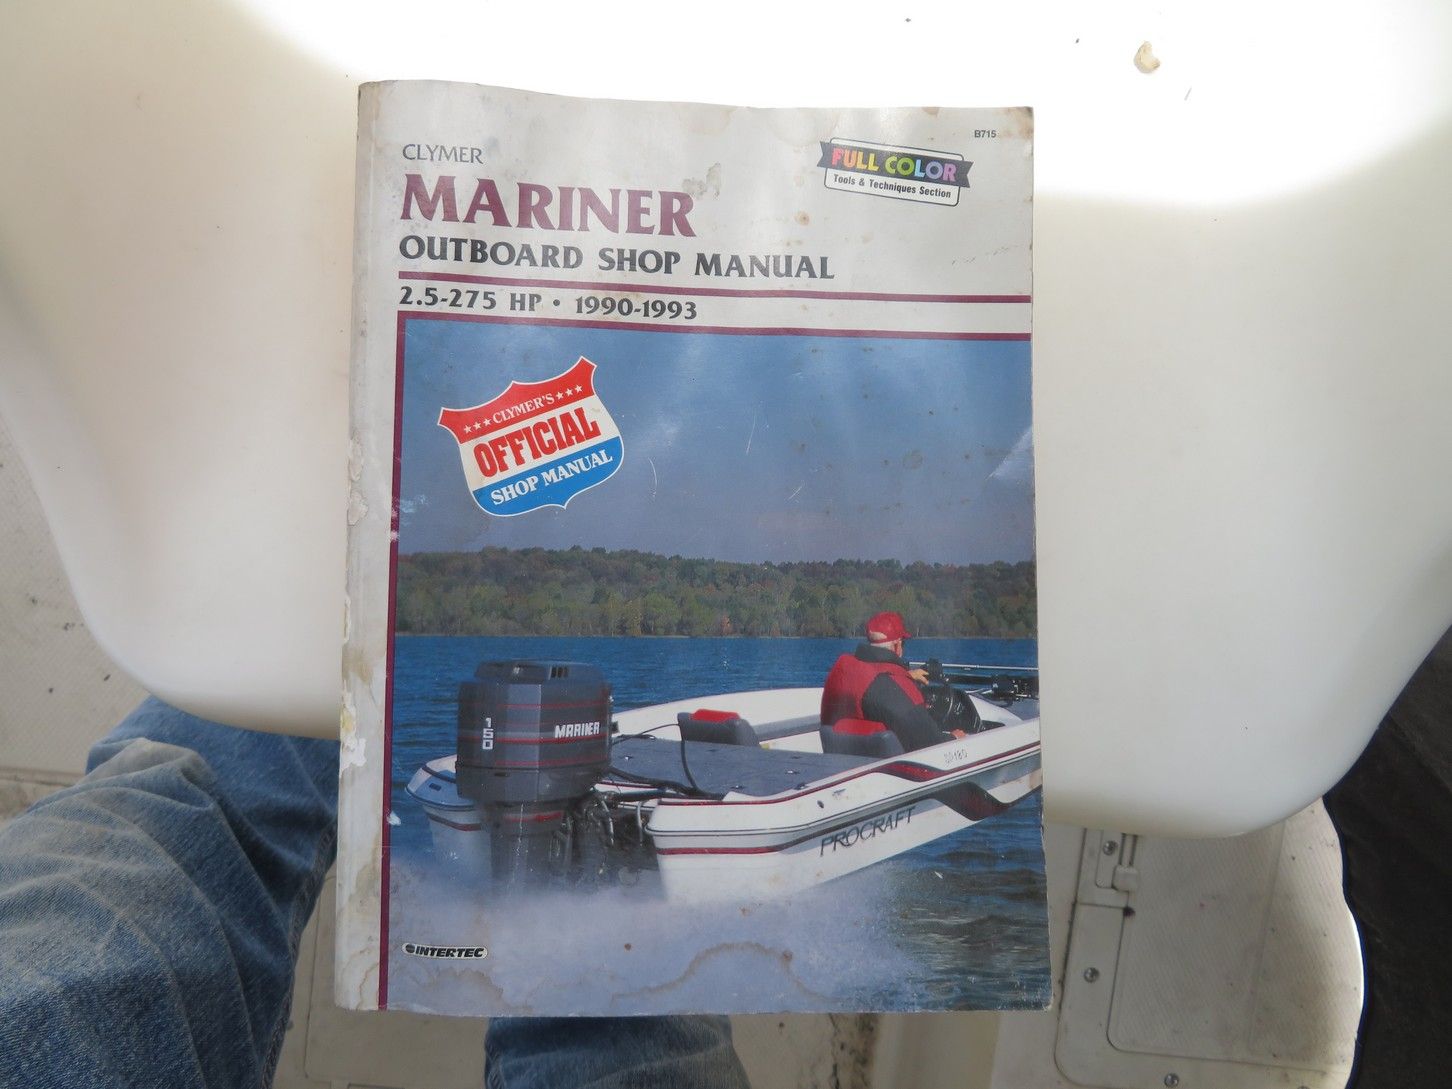 B715
CLYMER
FULL COLOR
Tools & Techniques Section
MARINER
OUTBOARD SHOP MANUAL
2.5-275 HP • 1990-1993
★★★CLYMER'S★★★
OFFICIAL
SHOP MANUAL
150
MARINER
PROCRAFT
INTERTEC